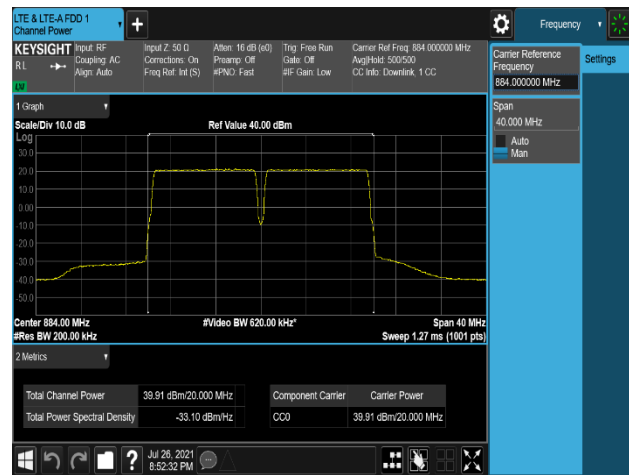 LTE & LTE-A FDD 1
Channel Power
Frequency
KEYSIGHT
Input: RF
Input Z: 50 Ω
Atten: 16 dB (e0)
Trig: Free Run
Carrier Ref Freq: 884.000000 MHz
R L
Coupling: AC
Corrections: On
Preamp: Off
Gate: Off
Avg|Hold: 500/500
Align: Auto
Freq Ref: Int (S)
#PNO: Fast
#IF Gain: Low
CC Info: Downlink, 1 CC
Carrier Reference
Frequency
884.000000 MHz
Settings
Span
40.000 MHz
Auto
Man
1 Graph
Scale/Div 10.0 dB
Ref Value 40.00 dBm
Log
30.0
20.0
10.0
0.00
-10.0
-20.0
-30.0
-40.0
-50.0
Center 884.00 MHz
#Video BW 620.00 kHz*
Span 40 MHz
#Res BW 200.00 kHz
Sweep 1.27 ms (1001 pts)
2 Metrics
Total Channel Power
39.91 dBm/20.000 MHz
Component Carrier
Carrier Power
Total Power Spectral Density
-33.10 dBm/Hz
CC0
39.91 dBm/20.000 MHz
?
Jul 26, 2021
8:52:32 PM